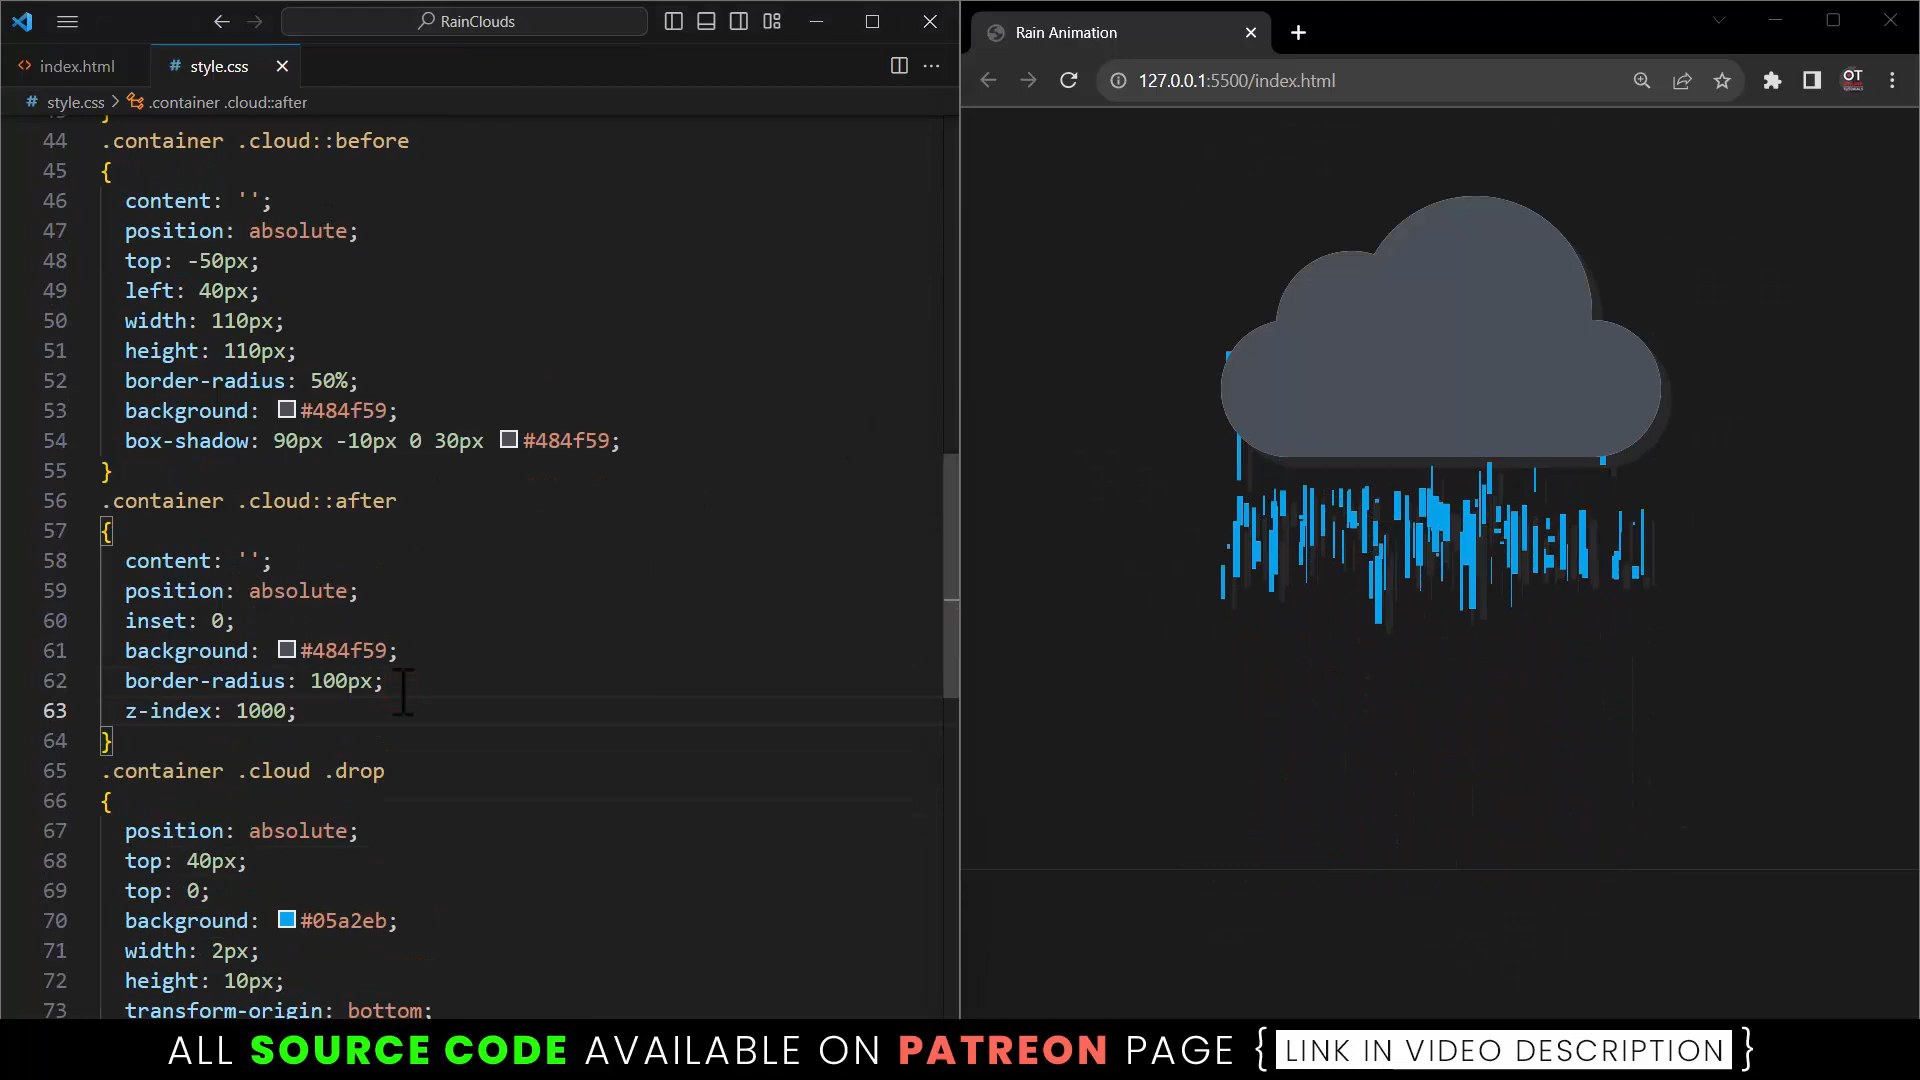 RainClouds
index.html
style.css
style.css > .container .cloud::after
44 .container .cloud::before
45 {
46 content: '';
47 position: absolute;
48 top: -50px;
49 left: 40px;
50 width: 110px;
51 height: 110px;
52 border-radius: 50%;
53 background: #484f59;
54 box-shadow: 90px -10px 0 30px #484f59;
55 }
56 .container .cloud::after
57 {
58 content: '';
59 position: absolute;
60 inset: 0;
61 background: #484f59;
62 border-radius: 100px;
63 z-index: 1000;
64 }
65 .container .cloud .drop
66 {
67 position: absolute;
68 top: 40px;
69 top: 0;
70 background: #05a2eb;
71 width: 2px;
72 height: 10px;
73 transform-origin: bottom;
Rain Animation
127.0.0.1:5500/index.html
OT
ALL SOURCE CODE AVAILABLE ON PATREON PAGE { LINK IN VIDEO DESCRIPTION }